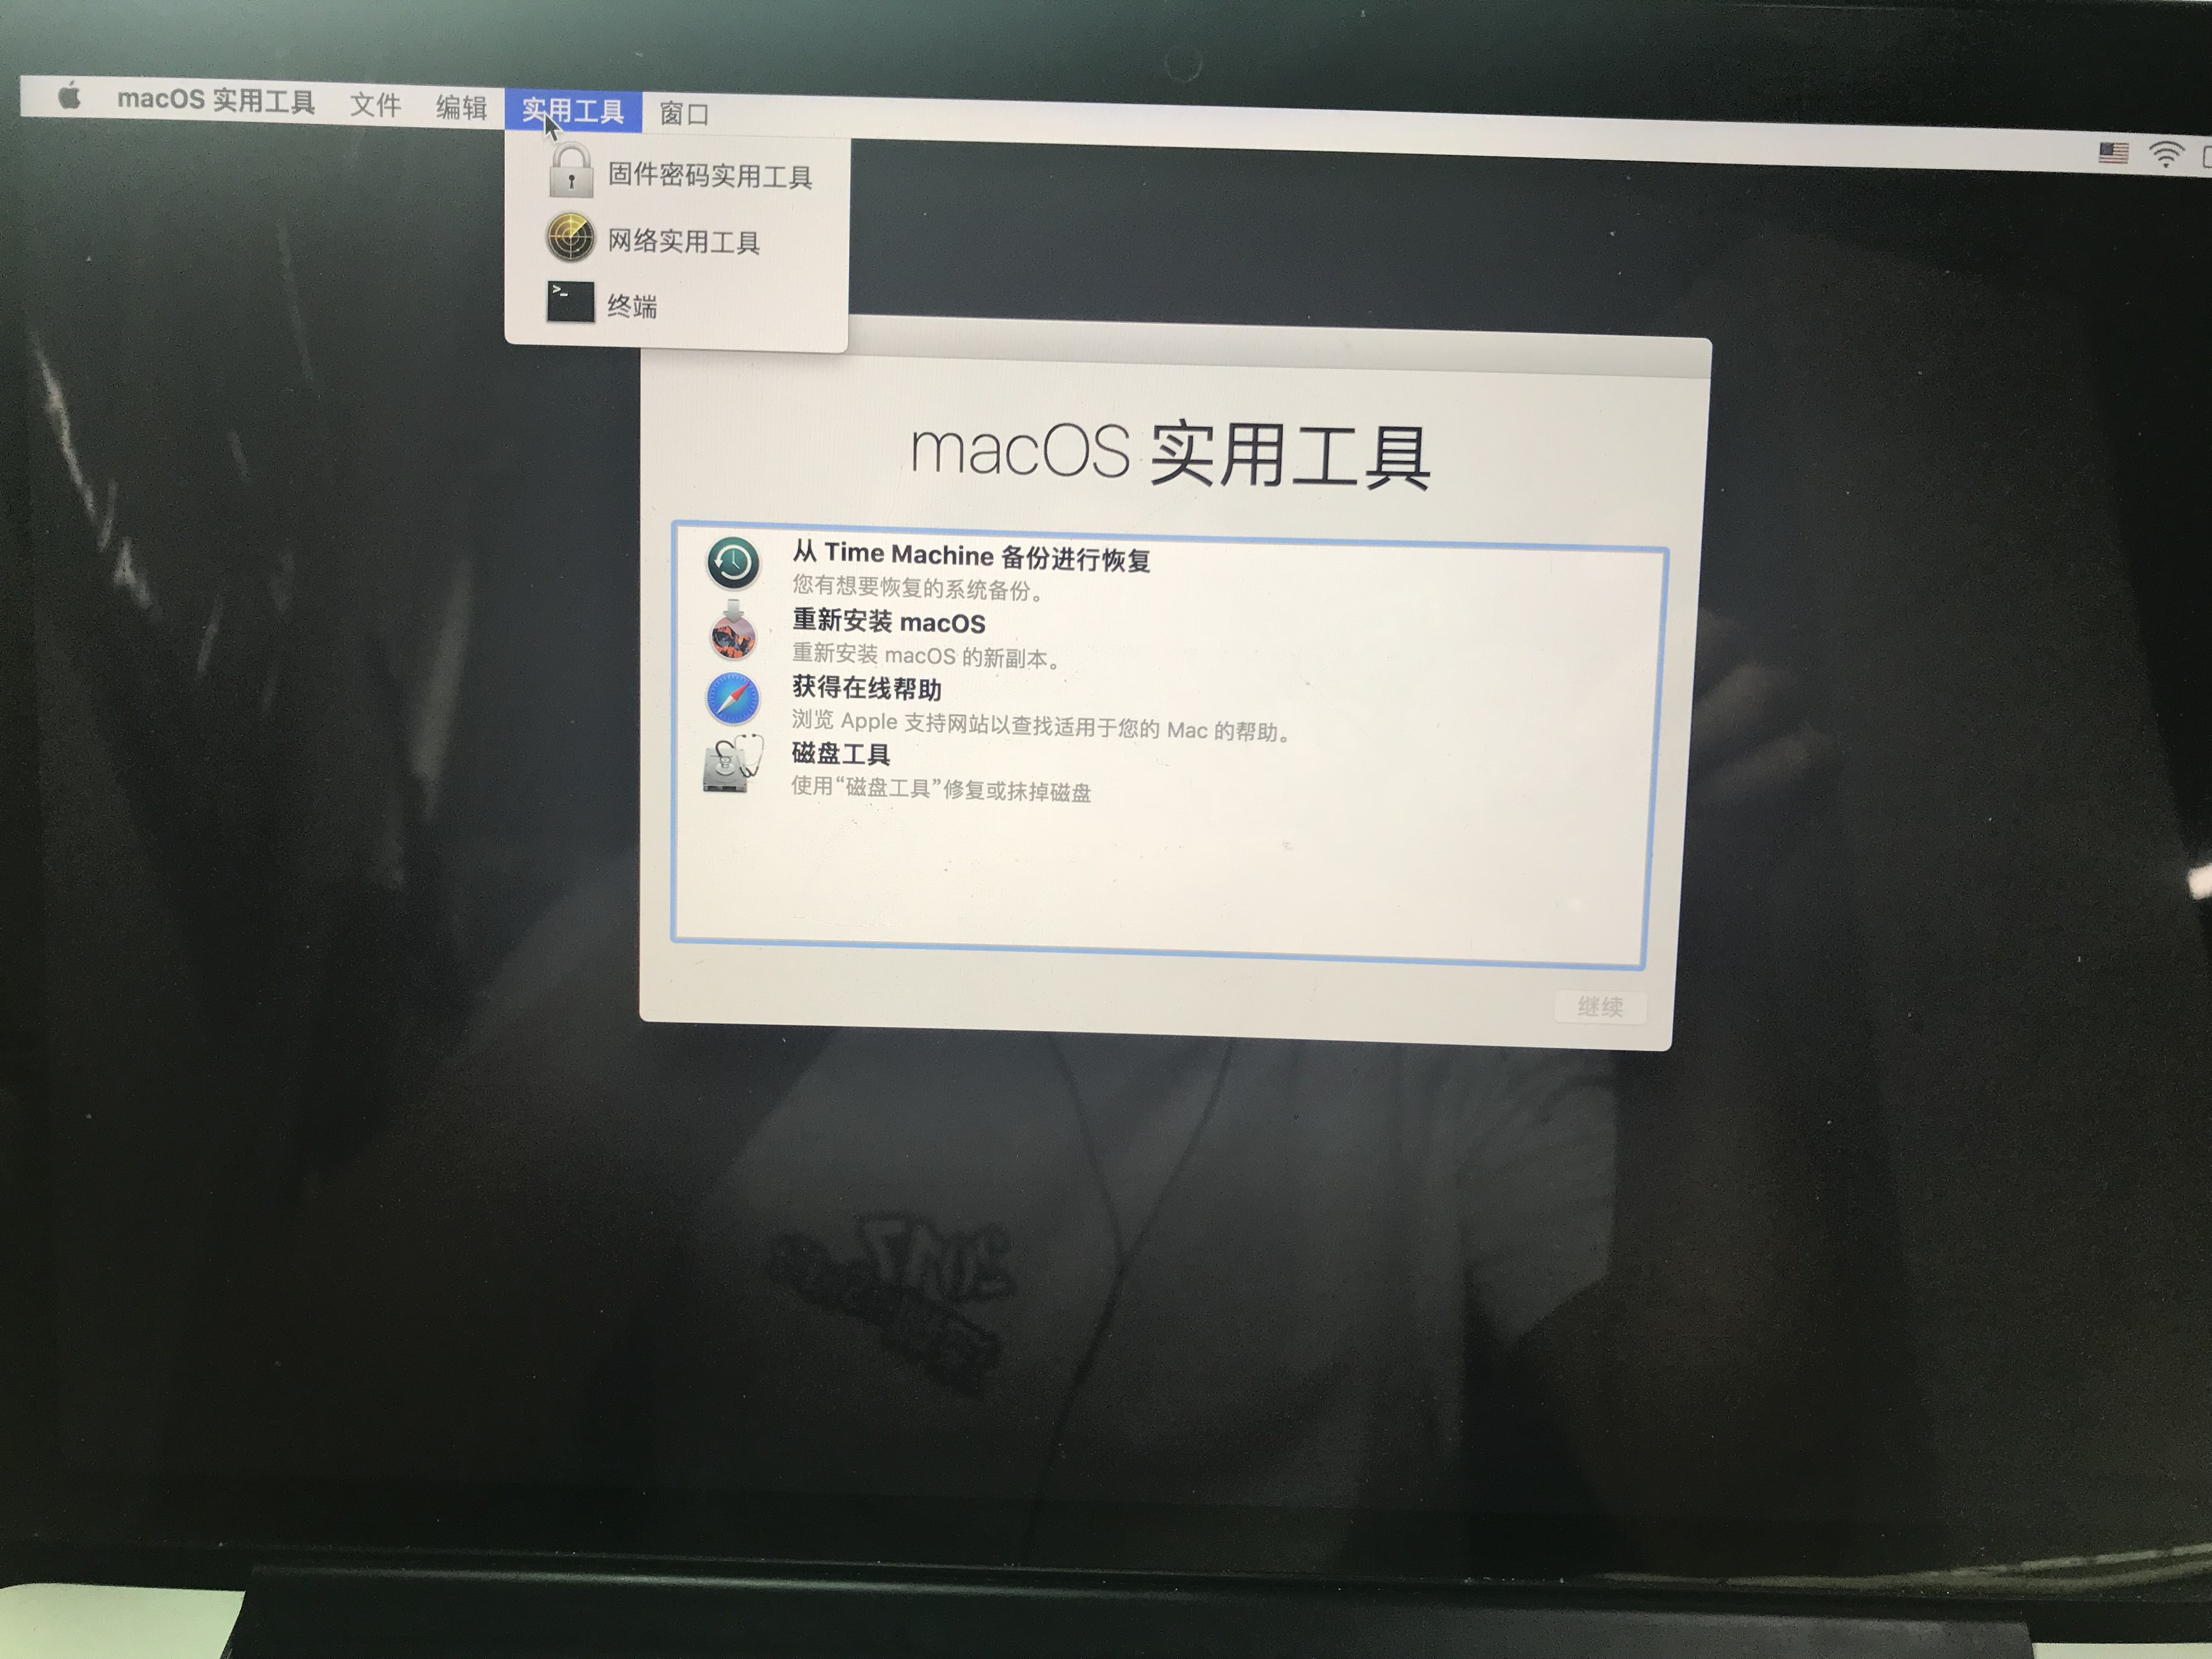 macOS 实用工具 文件 编辑 实用工具 窗口
固件密码实用工具
网络实用工具
>_ 终端
macOS 实用工具
从 Time Machine 备份进行恢复
您有想要恢复的系统备份。
重新安装 macOS
重新安装 macOS 的新副本。
获得在线帮助
浏览 Apple 支持网站以查找适用于您的 Mac 的帮助。
磁盘工具
使用“磁盘工具”修复或抹掉磁盘
继续